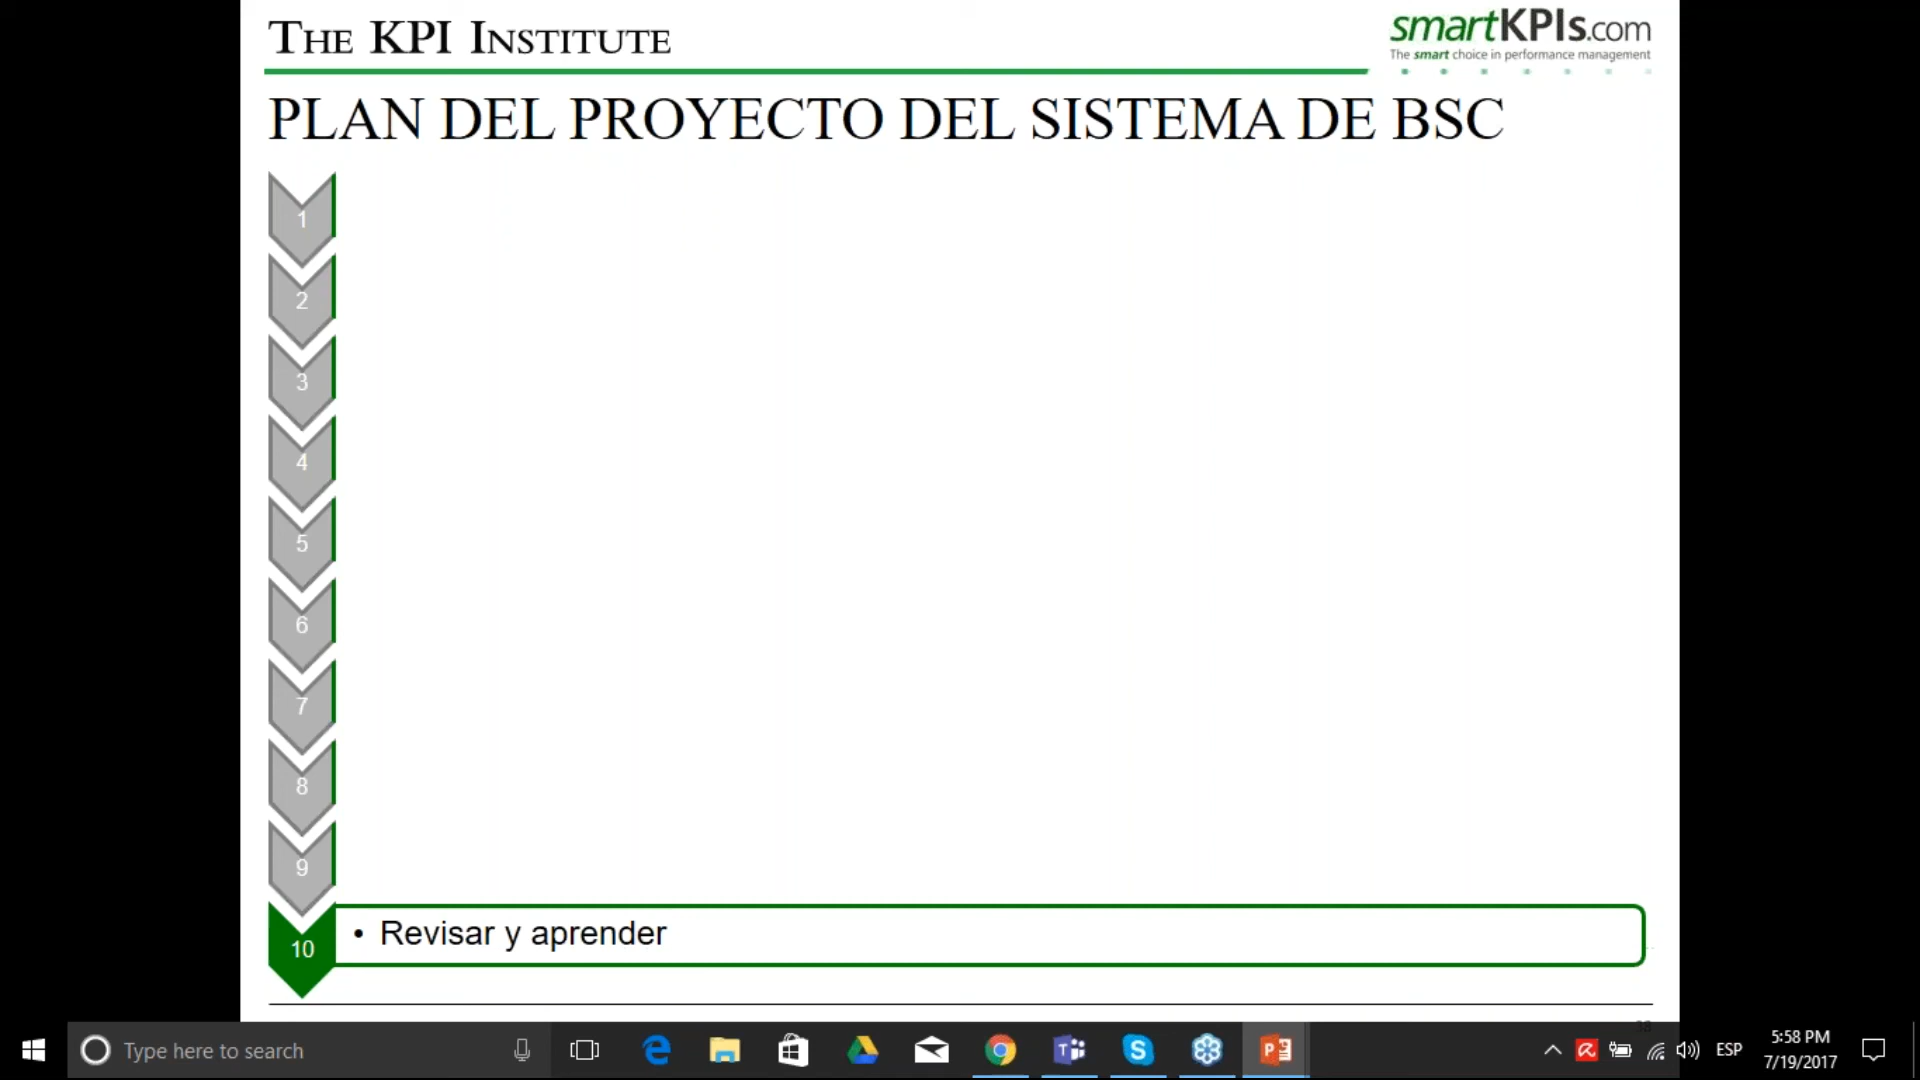 THE KPI INSTITUTE
smartKPIs.com
The smart choice in performance management
PLAN DEL PROYECTO DEL SISTEMA DE BSC
1
2
3
4
5
6
7
8
9
10
• Revisar y aprender
38
Type here to search
ESP
5:58 PM
7/19/2017